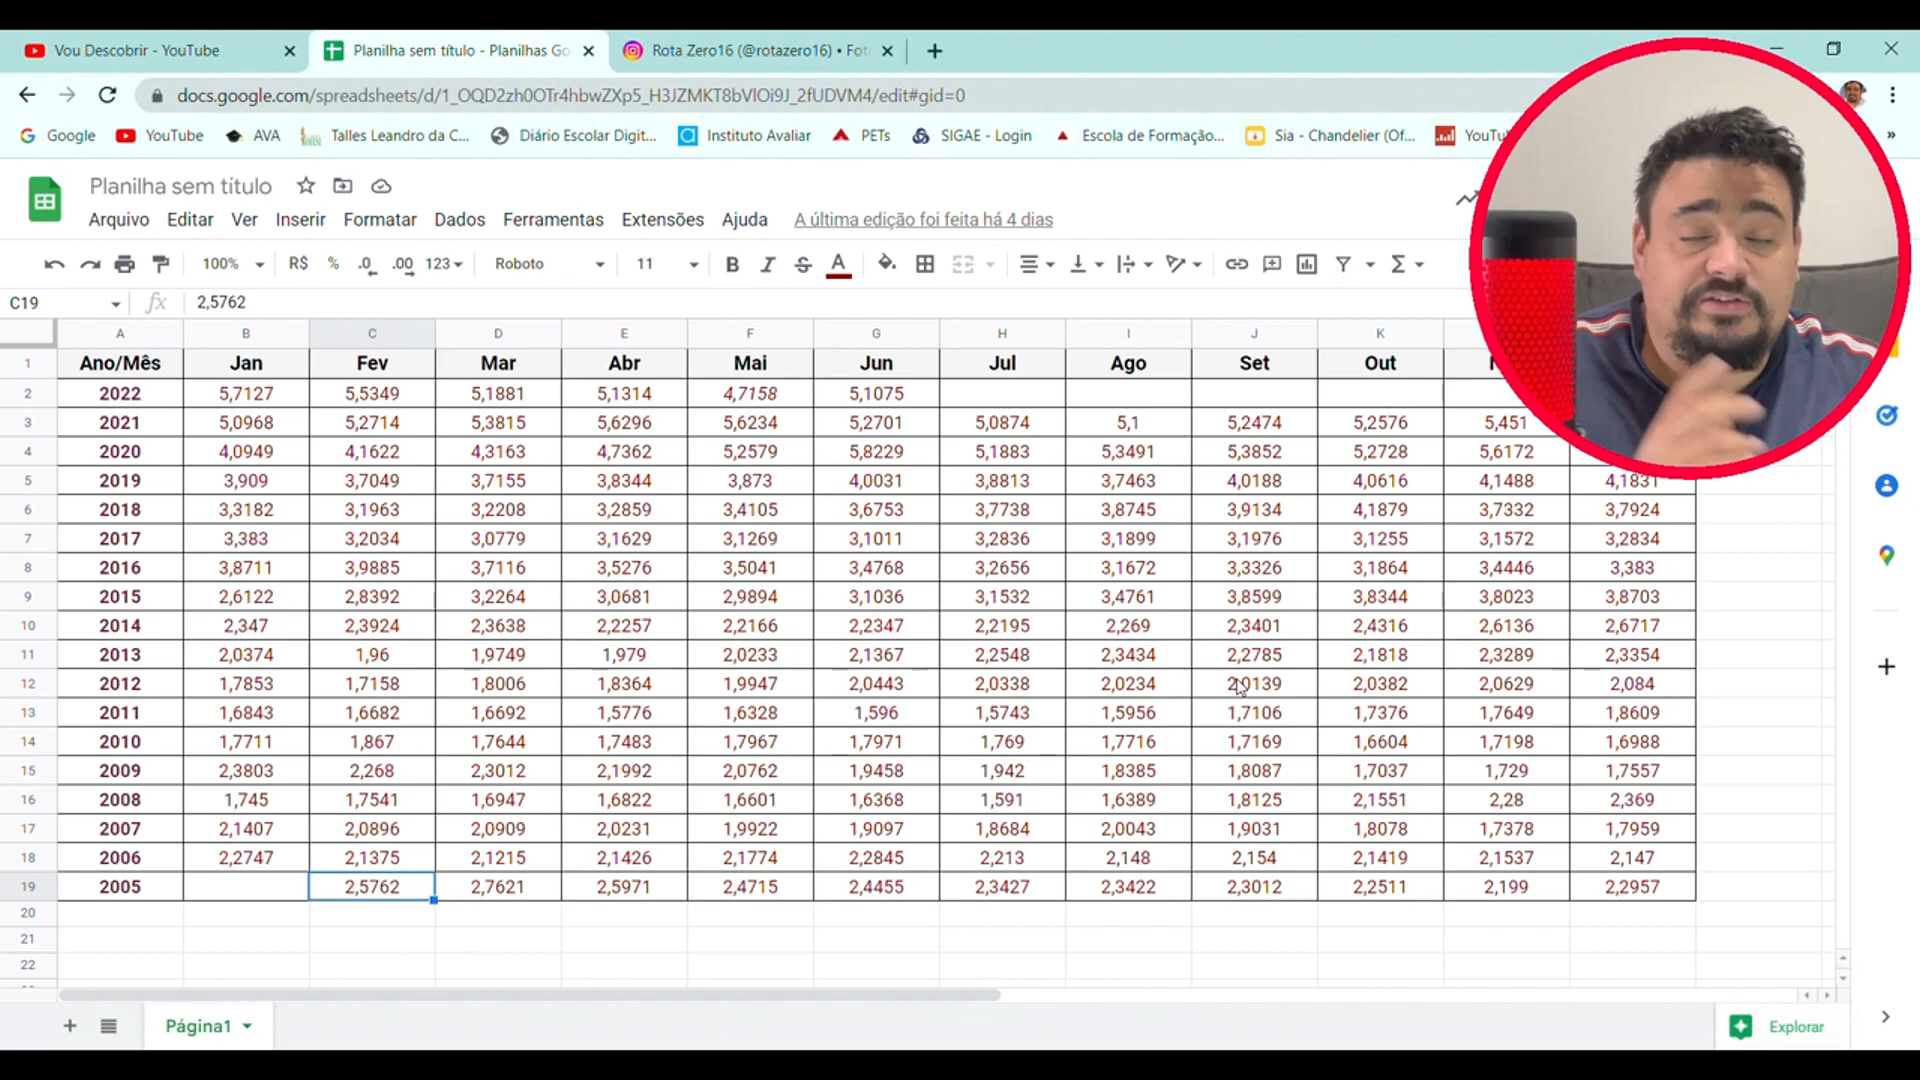 Vou Descobrir - YouTube
Planilha sem título - Planilhas Go
Rota Zero16 (@rotazero16) • Fot
docs.google.com/spreadsheets/d/1_OQD2zh0OTr4hbwZXp5_H3JZMKT8bVlOi9J_2fUDVM4/edit#gid=0
Google YouTube AVA Talles Leandro da C... Diário Escolar Digit... Instituto Avaliar PETs SIGAE - Login Escola de Formação... Sia - Chandelier (Of... YouTu
Planilha sem título
Arquivo Editar Ver Inserir Formatar Dados Ferramentas Extensões Ajuda A última edição foi feita há 4 dias
100% R$ % .0 .00 123 Roboto 11 B I S A Σ
C19 fx 2,5762
A B C D E F G H I J K
1 Ano/Mês Jan Fev Mar Abr Mai Jun Jul Ago Set Out
2 2022 5,7127 5,5349 5,1881 5,1314 4,7158 5,1075
3 2021 5,0968 5,2714 5,3815 5,6296 5,6234 5,2701 5,0874 5,1 5,2474 5,2576 5,451
4 2020 4,0949 4,1622 4,3163 4,7362 5,2579 5,8229 5,1883 5,3491 5,3852 5,2728 5,6172
5 2019 3,909 3,7049 3,7155 3,8344 3,873 4,0031 3,8813 3,7463 4,0188 4,0616 4,1488 4,1831
6 2018 3,3182 3,1963 3,2208 3,2859 3,4105 3,6753 3,7738 3,8745 3,9134 4,1879 3,7332 3,7924
7 2017 3,383 3,2034 3,0779 3,1629 3,1269 3,1011 3,2836 3,1899 3,1976 3,1255 3,1572 3,2834
8 2016 3,8711 3,9885 3,7116 3,5276 3,5041 3,4768 3,2656 3,1672 3,3326 3,1864 3,4446 3,383
9 2015 2,6122 2,8392 3,2264 3,0681 2,9894 3,1036 3,1532 3,4761 3,8599 3,8344 3,8023 3,8703
10 2014 2,347 2,3924 2,3638 2,2257 2,2166 2,2347 2,2195 2,269 2,3401 2,4316 2,6136 2,6717
11 2013 2,0374 1,96 1,9749 1,979 2,0233 2,1367 2,2548 2,3434 2,2785 2,1818 2,3289 2,3354
12 2012 1,7853 1,7158 1,8006 1,8364 1,9947 2,0443 2,0338 2,0234 2,0139 2,0382 2,0629 2,084
13 2011 1,6843 1,6682 1,6692 1,5776 1,6328 1,596 1,5743 1,5956 1,7106 1,7376 1,7649 1,8609
14 2010 1,7711 1,867 1,7644 1,7483 1,7967 1,7971 1,769 1,7716 1,7169 1,6604 1,7198 1,6988
15 2009 2,3803 2,268 2,3012 2,1992 2,0762 1,9458 1,942 1,8385 1,8087 1,7037 1,729 1,7557
16 2008 1,745 1,7541 1,6947 1,6822 1,6601 1,6368 1,591 1,6389 1,8125 2,1551 2,28 2,369
17 2007 2,1407 2,0896 2,0909 2,0231 1,9922 1,9097 1,8684 2,0043 1,9031 1,8078 1,7378 1,7959
18 2006 2,2747 2,1375 2,1215 2,1426 2,1774 2,2845 2,213 2,148 2,154 2,1419 2,1537 2,147
19 2005 2,5762 2,7621 2,5971 2,4715 2,4455 2,3427 2,3422 2,3012 2,2511 2,199 2,2957
20
21
22
Página1
Explorar